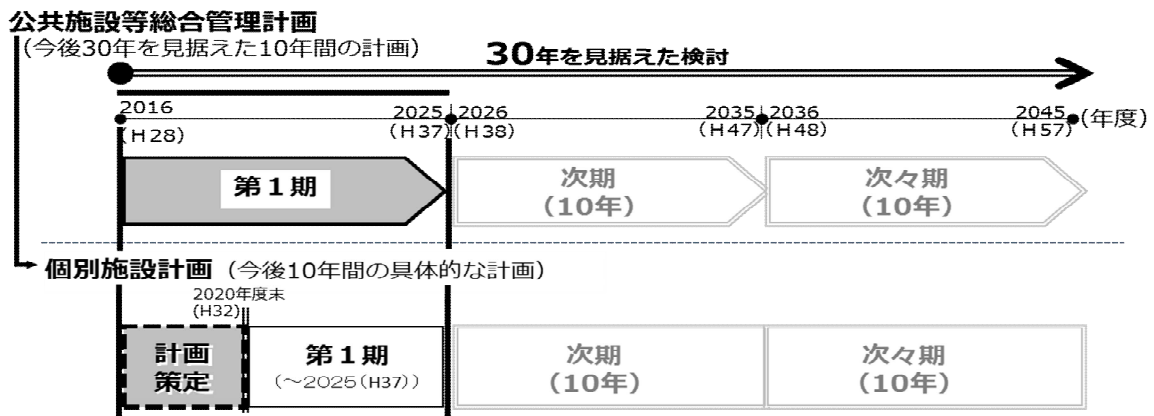 公共施設等総合管理計画
(今後30年を見据えた10年間の計画)
30年を見据えた検討
2016
(H28)
2025
(H37)
2026
(H38)
2035
(H47)
2036
(H48)
2045
(H57)
(年度)
第1期
次期
(10年)
次々期
(10年)
個別施設計画 (今後10年間の具体的な計画)
2020年度末
(H32)
計画
策定
第1期
(～2025(H37))
次期
(10年)
次々期
(10年)